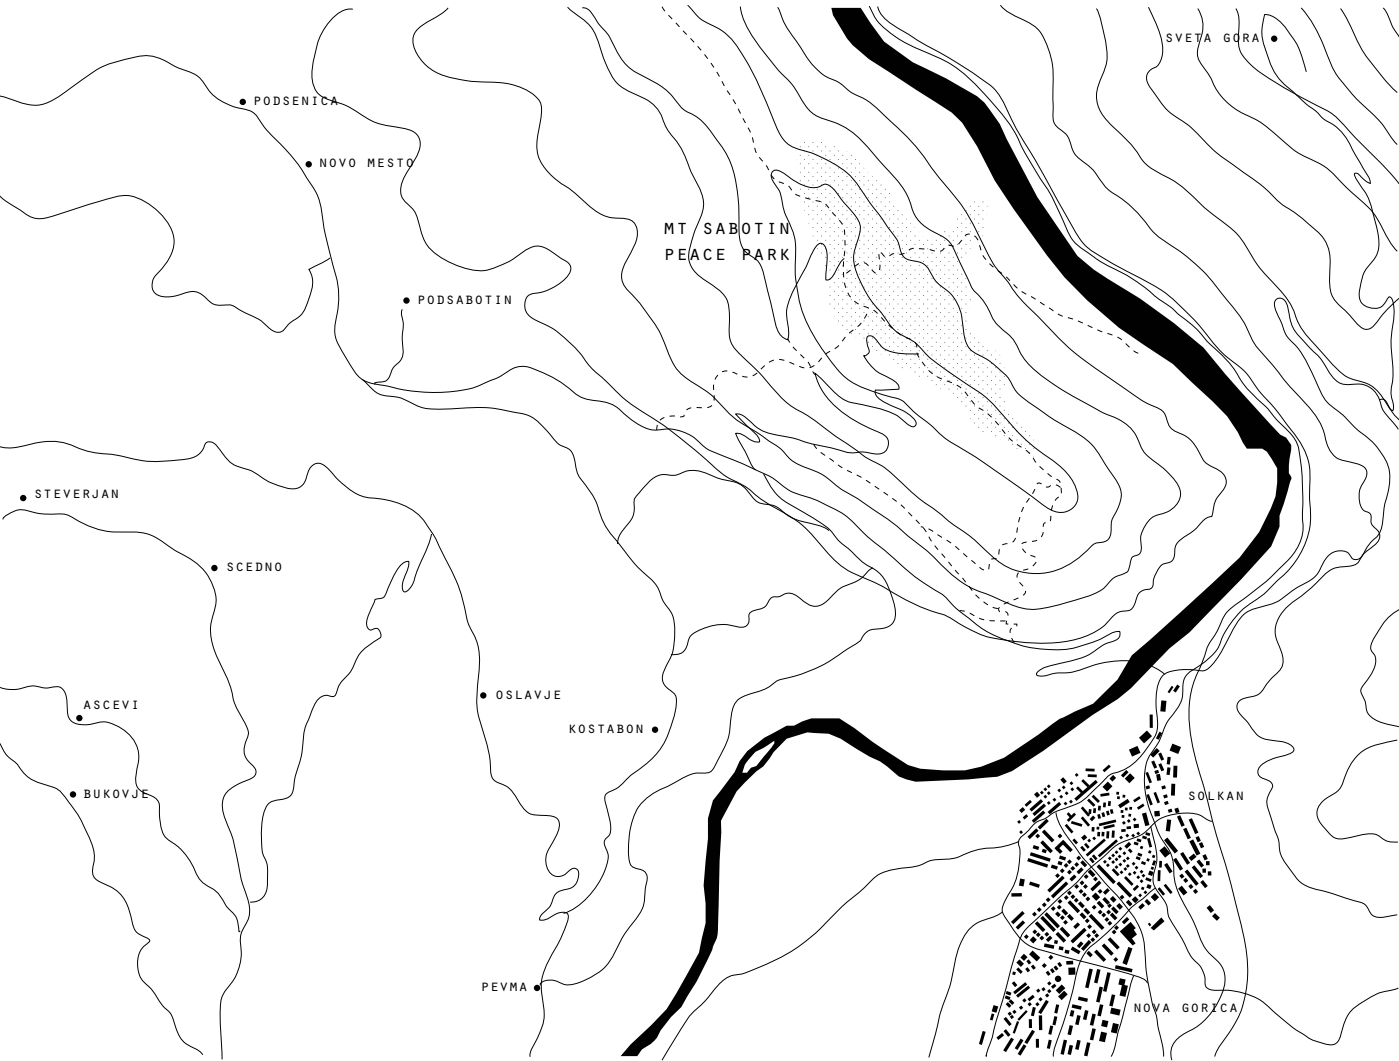 SVETA GORA
PODSENICA
NOVO MESTO
MT SABOTIN
PEACE PARK
PODSABOTIN
STEVERJAN
SCEDNO
OSLAVJE
ASCEVI
KOSTABON
BUKOVJE
SOLKAN
PEVMA
NOVA GORICA